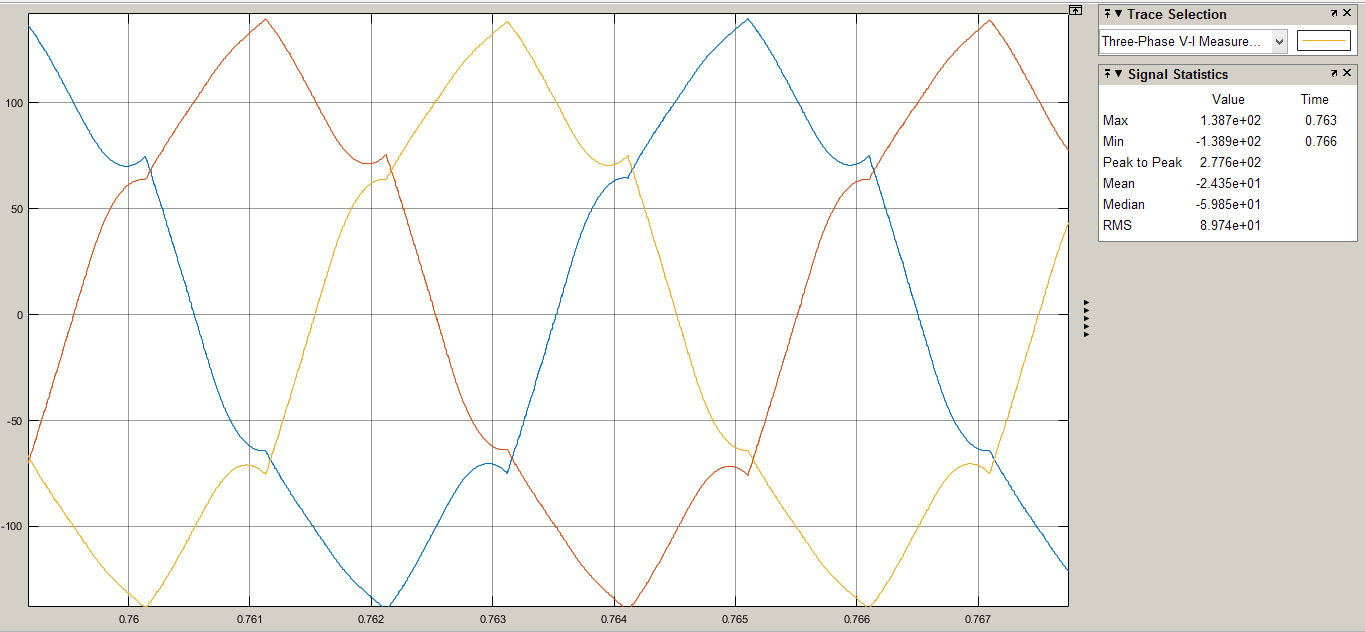 Trace Selection
Three-Phase V-I Measure...
Signal Statistics
Value Time
Max 1.387e+02 0.763
Min -1.389e+02 0.766
Peak to Peak 2.776e+02
Mean -2.435e+01
Median -5.985e+01
RMS 8.974e+01
100
50
0
-50
-100
0.76 0.761 0.762 0.763 0.764 0.765 0.766 0.767